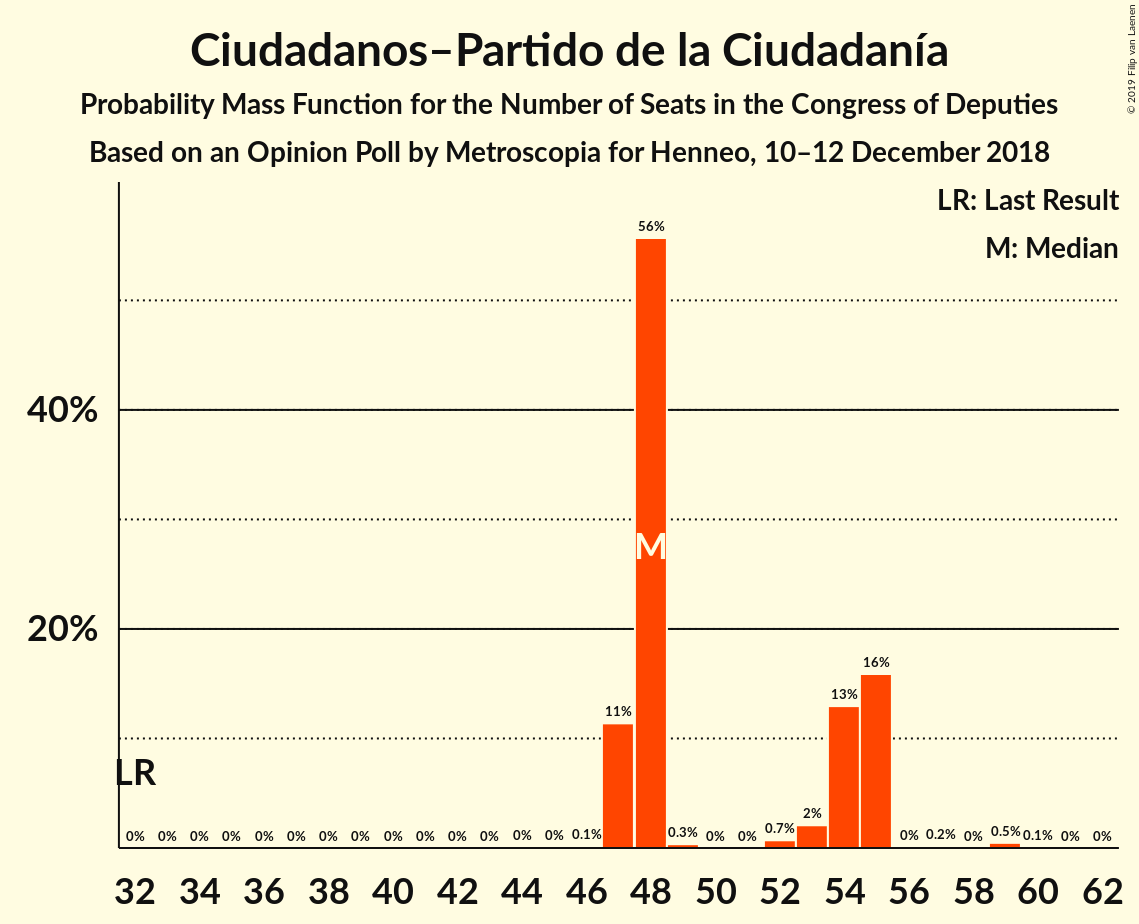 Ciudadanos–Partido de la Ciudadanía
Probability Mass Function for the Number of Seats in the Congress of Deputies
Based on an Opinion Poll by Metroscopia for Henneo, 10–12 December 2018
© 2019 Filip van Laenen
LR: Last Result
M: Median
56%
40%
M
20%
16%
13%
11%
LR
0% 0% 0% 0% 0% 0% 0% 0% 0% 0% 0% 0% 0% 0% 0.1% 0.3% 0% 0% 0.7% 2% 0% 0.2% 0% 0.5% 0.1% 0% 0%
32 34 36 38 40 42 44 46 48 50 52 54 56 58 60 62